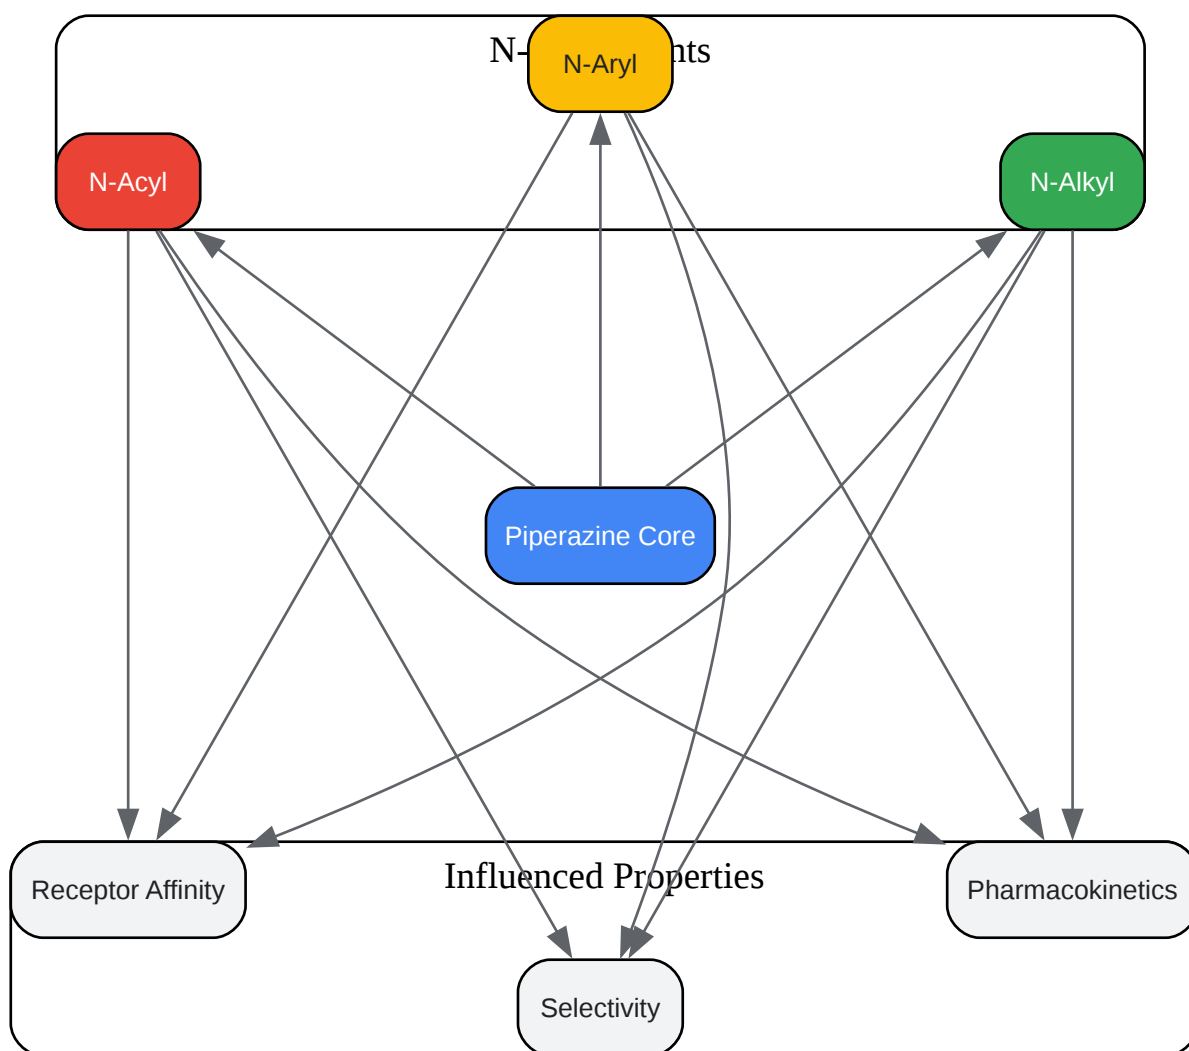 N-Aryl
N-Acyl
N-Alkyl
Piperazine Core
Influenced Properties
Receptor Affinity
Pharmacokinetics
Selectivity